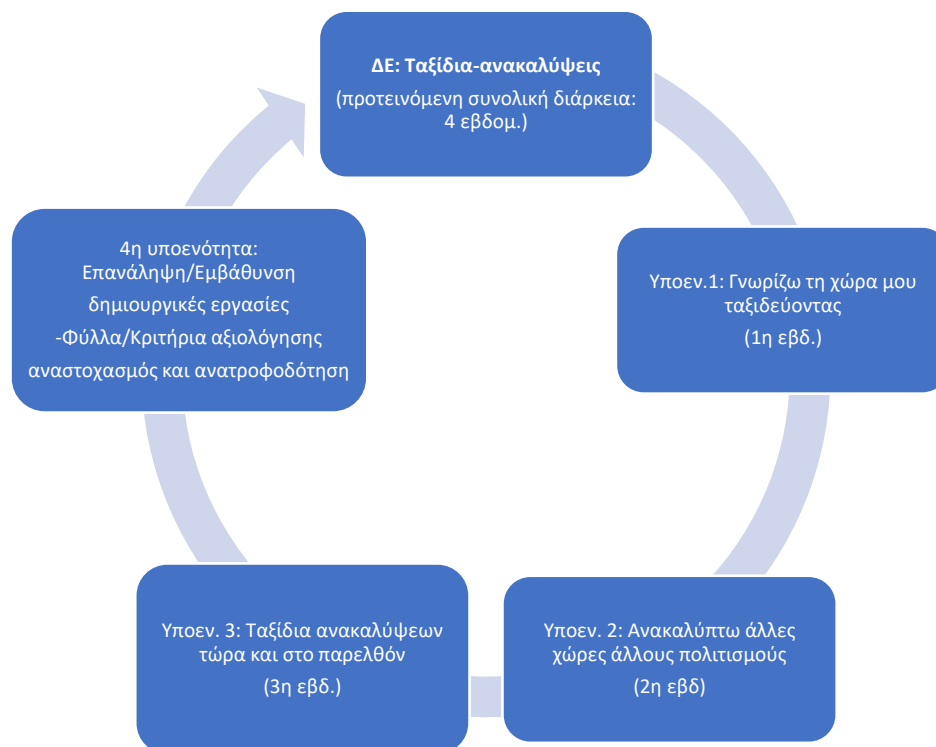 ΔΕ: Ταξίδια-ανακαλύψεις
(προτεινόμενη συνολική διάρκεια:
4 εβδομ.)
Υποεν.1: Γνωρίζω τη χώρα μου
ταξιδεύοντας
(1η εβδ.)
Υποεν. 2: Ανακαλύπτω άλλες
χώρες άλλους πολιτισμούς
(2η εβδ)
Υποεν. 3: Ταξίδια ανακαλύψεων
τώρα και στο παρελθόν
(3η εβδ.)
4η υποενότητα:
Επανάληψη/Εμβάθυνση
δημιουργικές εργασίες
-Φύλλα/Κριτήρια αξιολόγησης
αναστοχασμός και ανατροφοδότηση